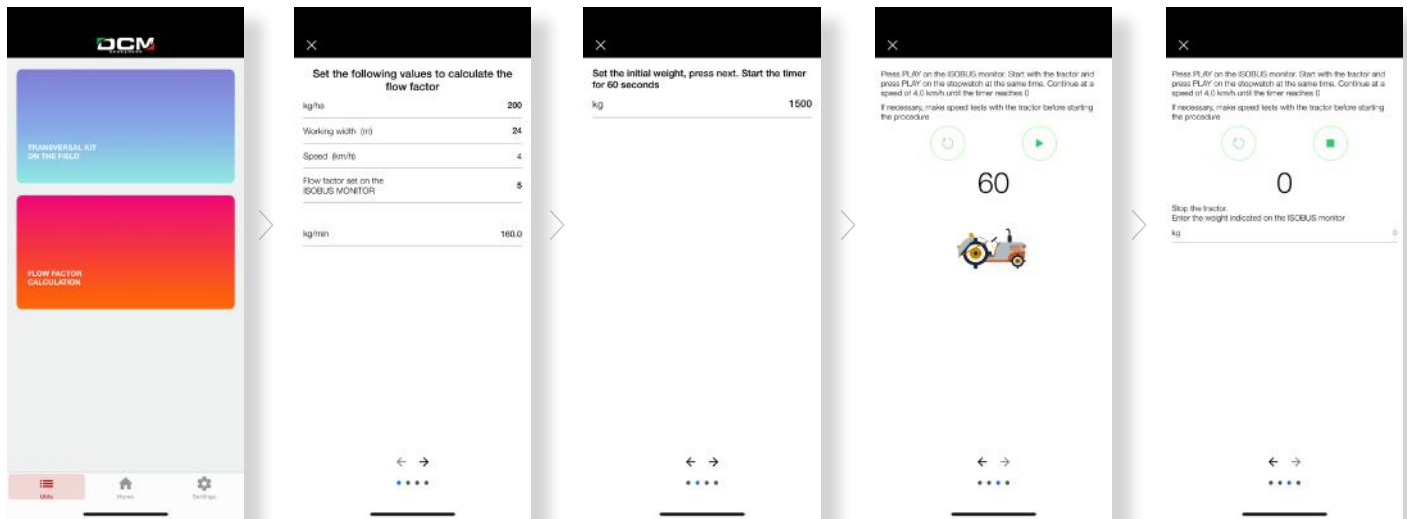 DCM
TRANSVERSAL KIT
ON THE FIELD
FLOW FACTOR
CALCULATION
Utils
Home
Settings
Set the following values to calculate the
flow factor
kg/ha 200
Working width (m) 24
Speed (km/h) 4
Flow factor set on the
ISOBUS MONITOR 5
kg/min 160.0
Set the initial weight, press next. Start the timer
for 60 seconds
kg 1500
Press PLAY on the ISOBUS monitor. Start with the tractor and
press PLAY on the stopwatch at the same time. Continue at a
speed of 4.0 km/h until the timer reaches 0
If necessary, make speed tests with the tractor before starting
the procedure
60
Press PLAY on the ISOBUS monitor. Start with the tractor and
press PLAY on the stopwatch at the same time. Continue at a
speed of 4.0 km/h until the timer reaches 0
If necessary, make speed tests with the tractor before starting
the procedure
0
Stop the tractor.
Enter the weight indicated on the ISOBUS monitor
kg 0